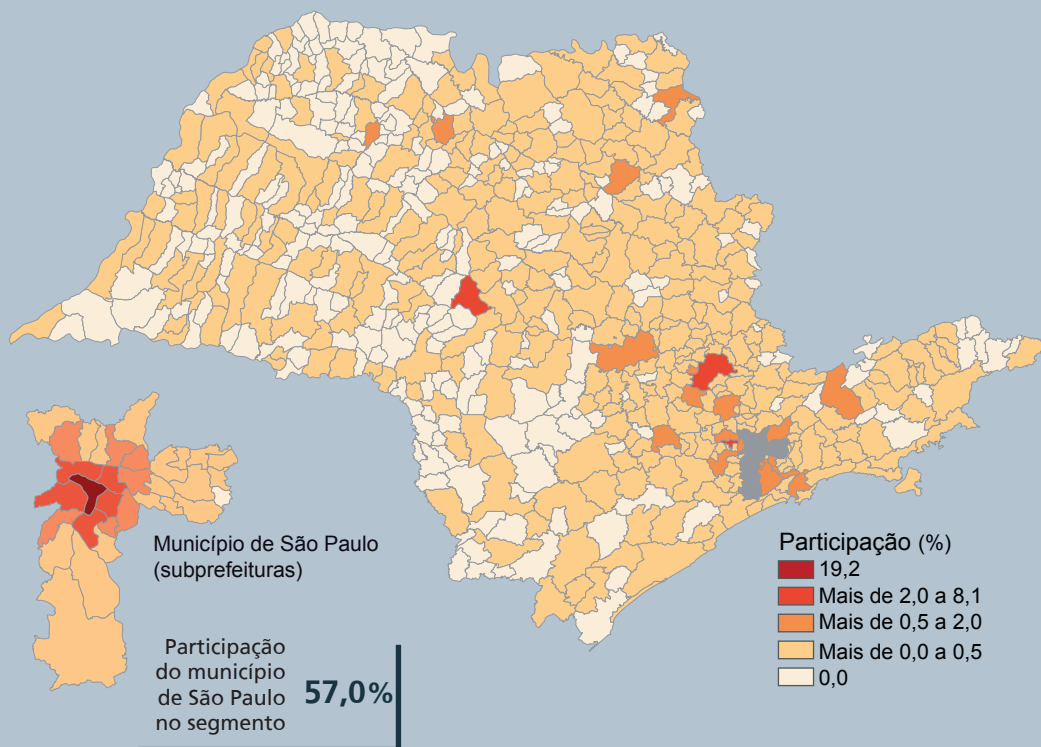 Município de São Paulo
(subprefeituras)
Participação
do município
de São Paulo
no segmento
57,0%
Participação (%)
19,2
Mais de 2,0 a 8,1
Mais de 0,5 a 2,0
Mais de 0,0 a 0,5
0,0